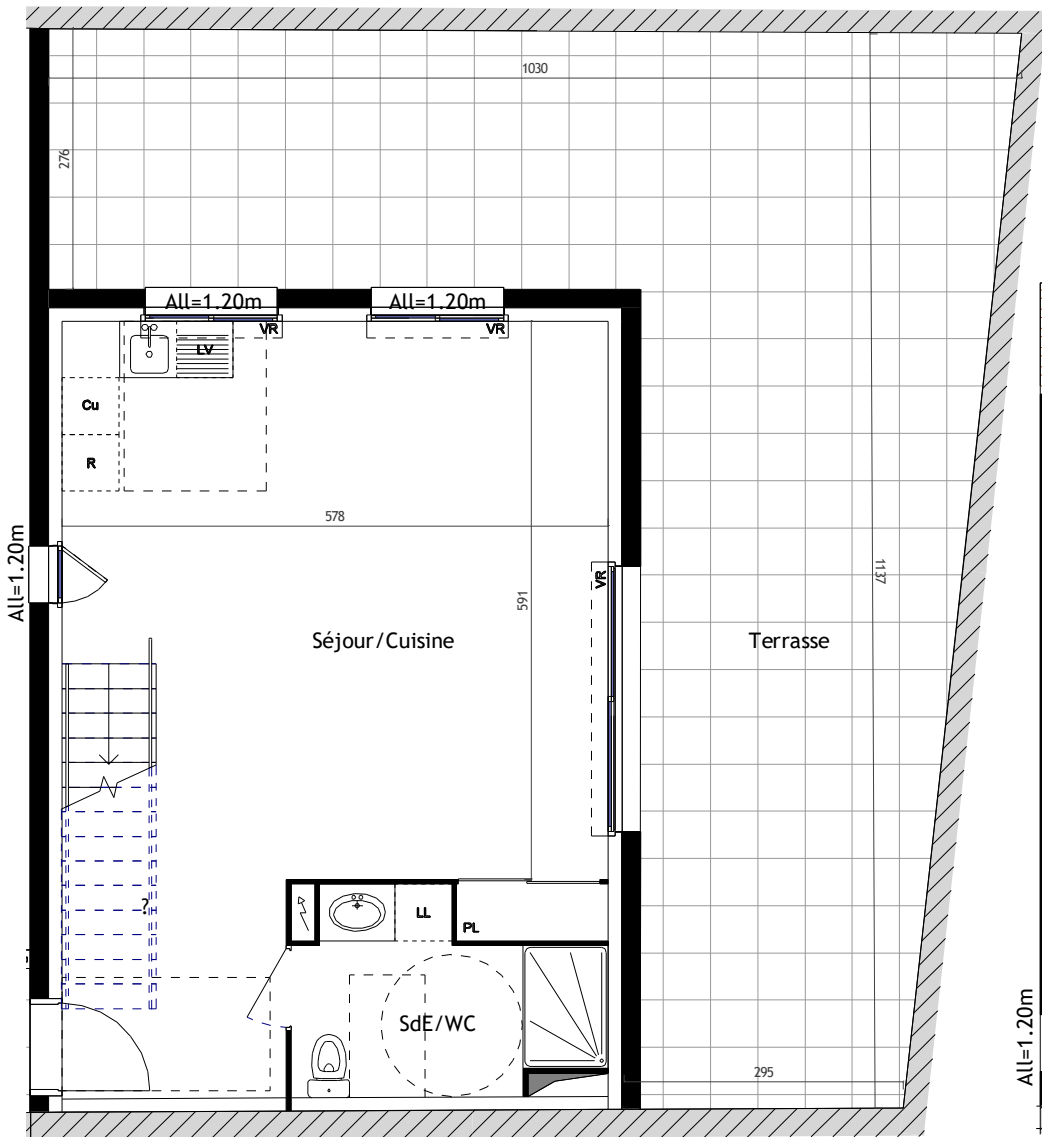 1030
276
All=1.20m
All=1.20m
VR
VR
LV
Cu
R
578
All=1.20m
VR
1137
591
Séjour/Cuisine
Terrasse
?
LL
PL
SdE/WC
All=1.20m
295